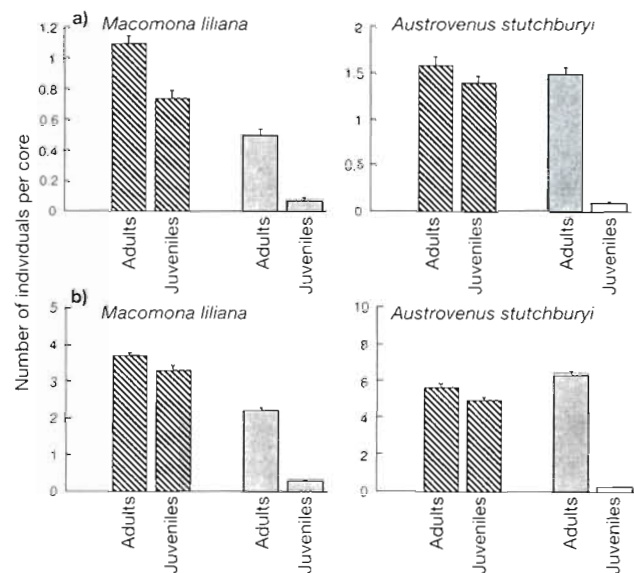 a) Macomona liliana
Austrovenus stutchburyi
Number of individuals per core
1.2
1
0.8
0.6
0.4
0.2
0
2
1.5
1
0.5
0
Adults
Juveniles
Adults
Juveniles
Adults
Juveniles
Adults
Juveniles
b) Macomona liliana
Austrovenus stutchburyi
5
4
3
2
1
0
10
8
6
4
2
0
Adults
Juveniles
Adults
Juveniles
Adults
Juveniles
Adults
Juveniles